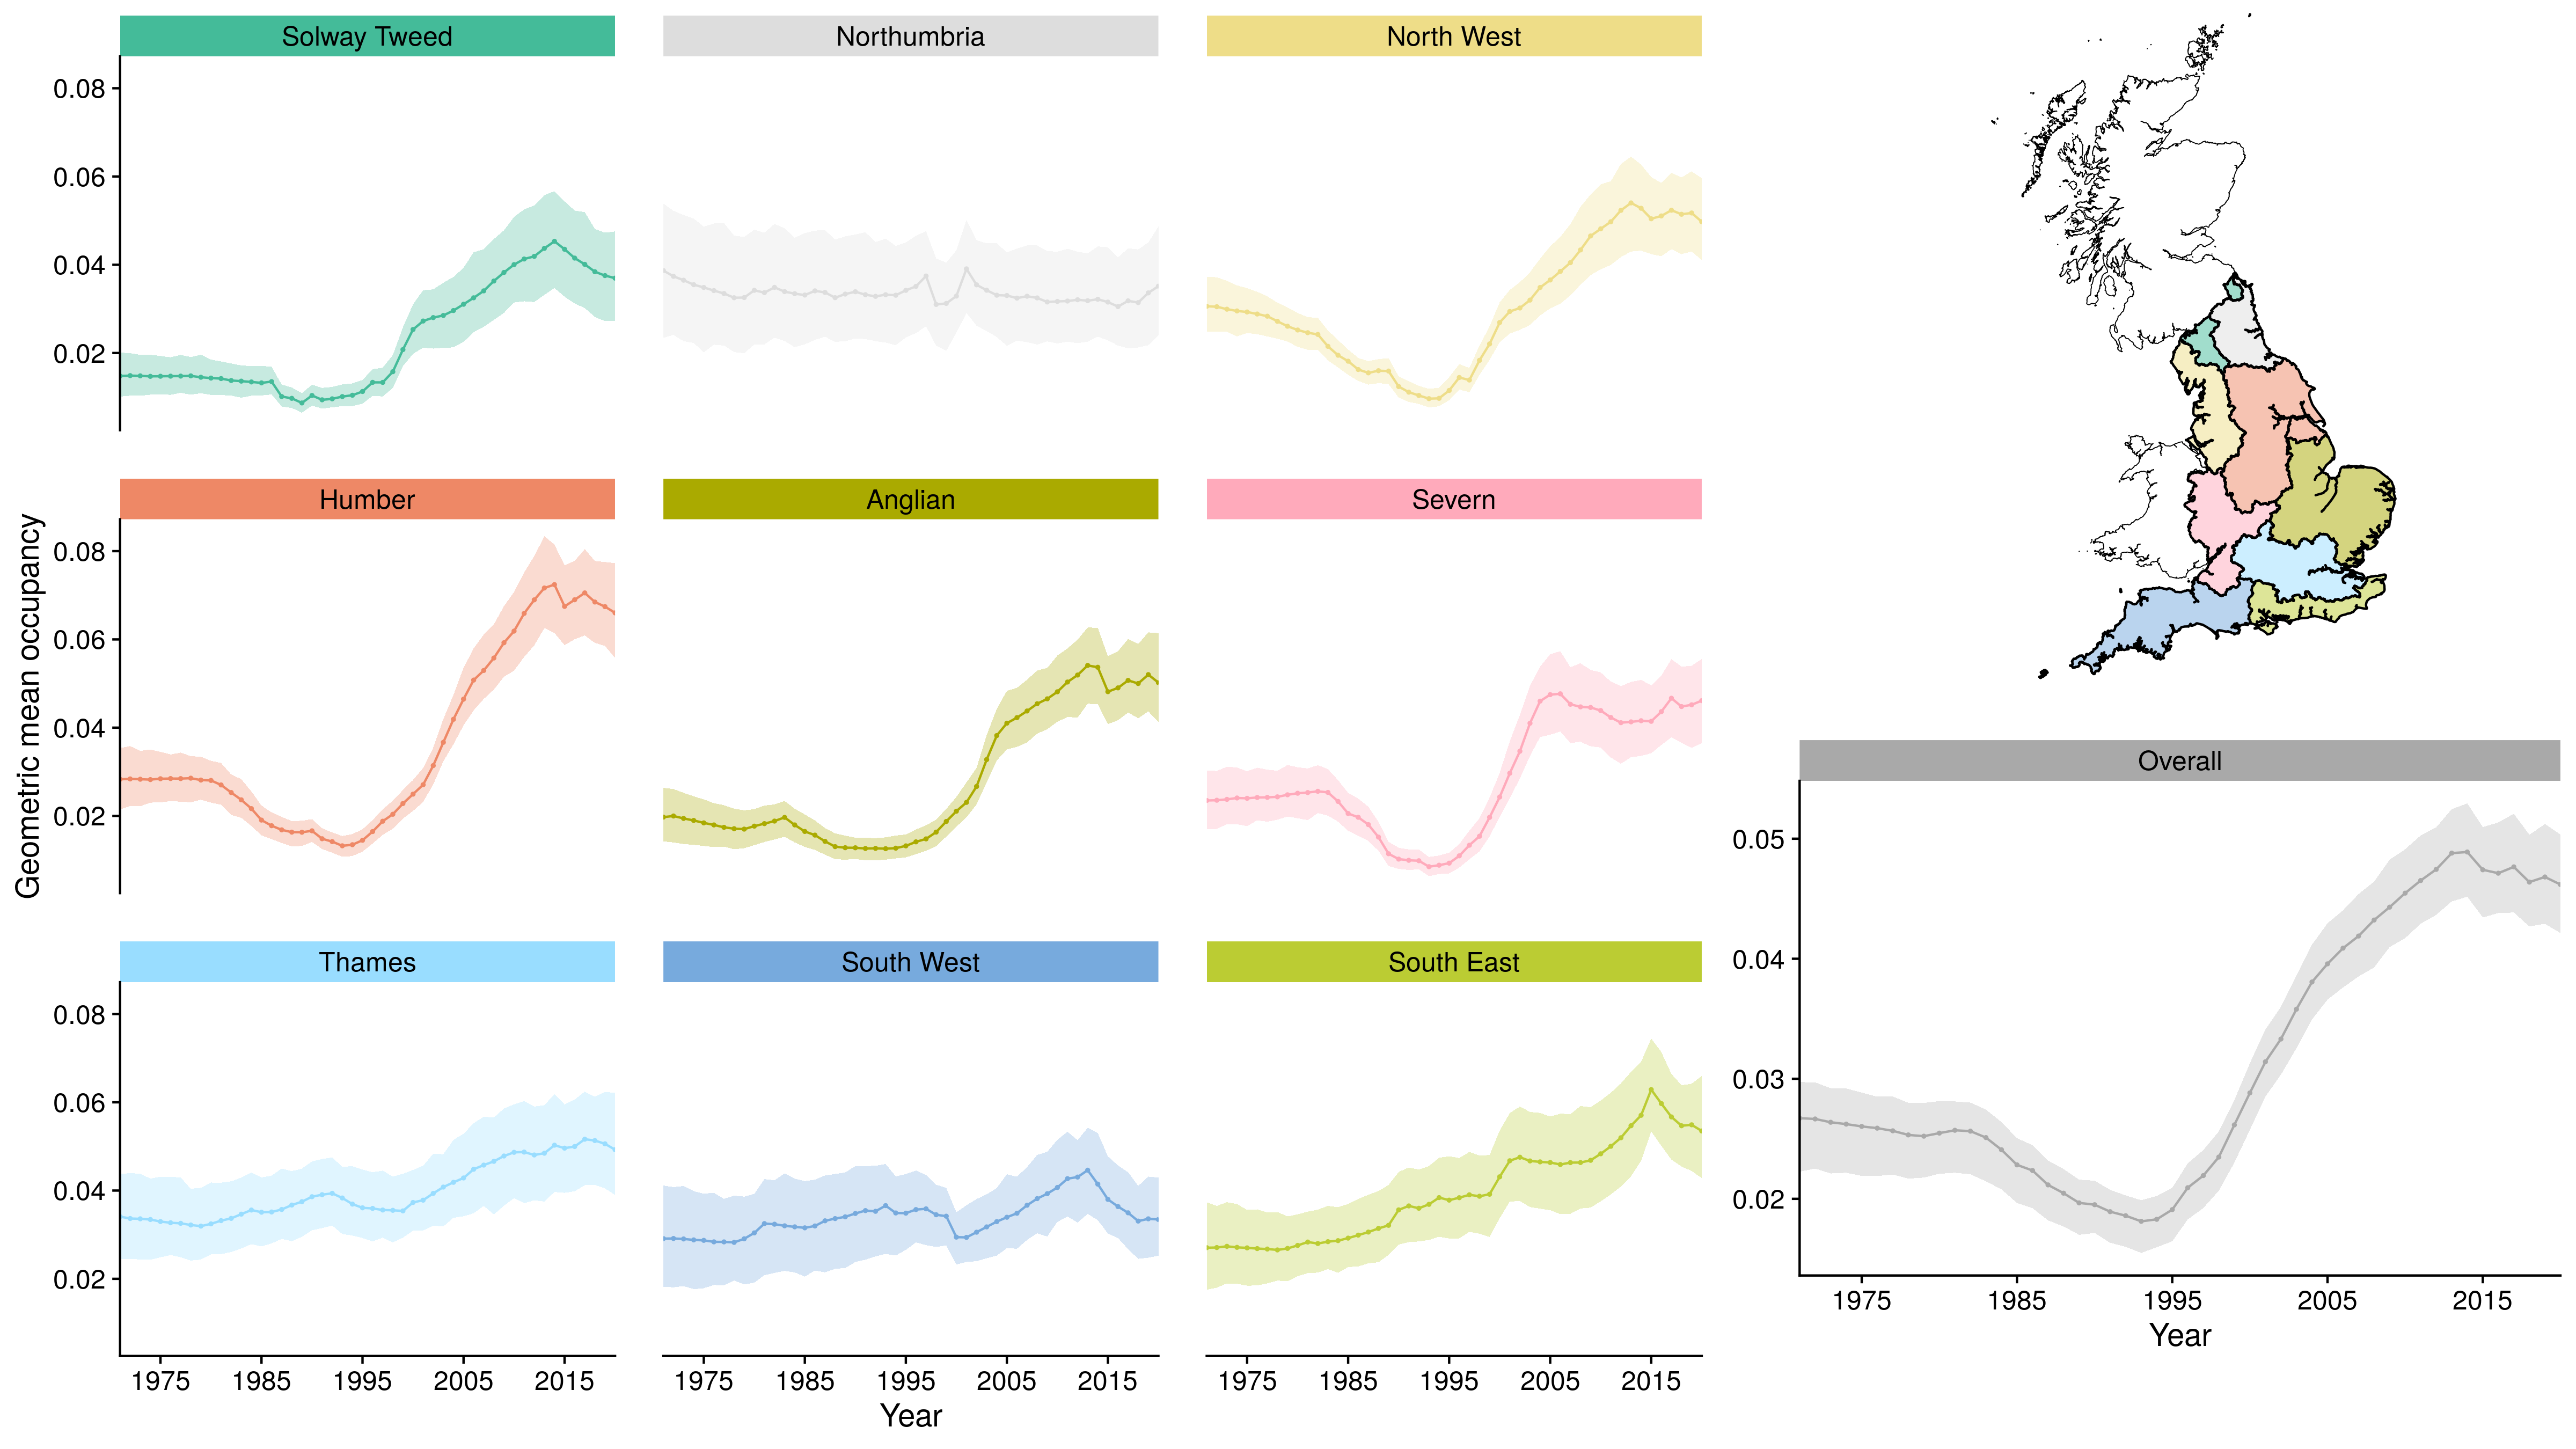 Solway Tweed
Northumbria
North West
0.08
0.06
0.04
0.02
Humber
Anglian
Severn
0.08
0.06
0.04
0.02
Thames
South West
South East
0.08
0.06
0.04
0.02
1975 1985 1995 2005 2015
1975 1985 1995 2005 2015
1975 1985 1995 2005 2015
Year
Geometric mean occupancy
Overall
0.05
0.04
0.03
0.02
1975 1985 1995 2005 2015
Year